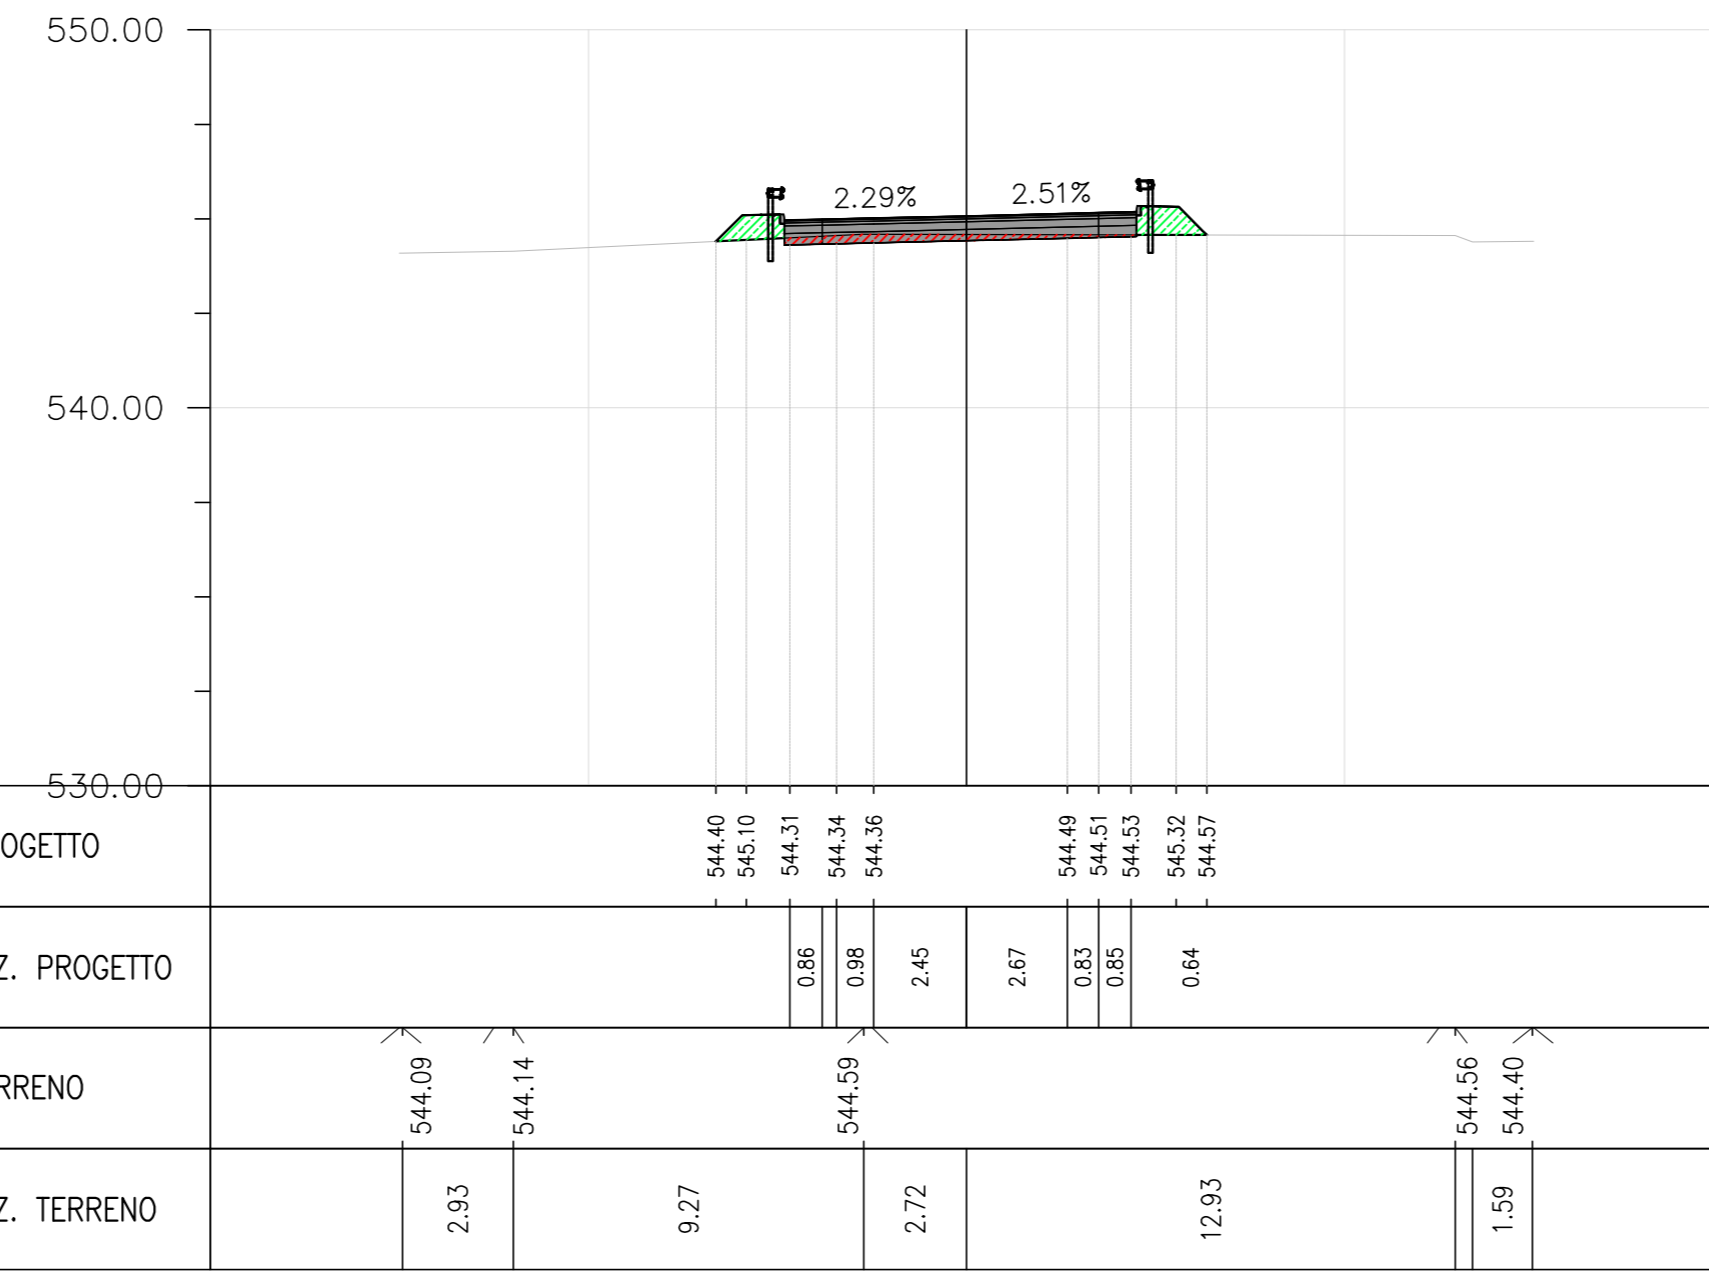 550.00
2.29% 2.51%
540.00
530.00
OGETTO 544.40 545.10 544.31 544.34 544.36 544.49 544.51 544.53 545.32 544.57
Z. PROGETTO 0.86 0.98 2.45 2.67 0.83 0.85 0.64
RRENO 544.09 544.14 544.59 544.56 544.40
Z. TERRENO 2.93 9.27 2.72 12.93 1.59